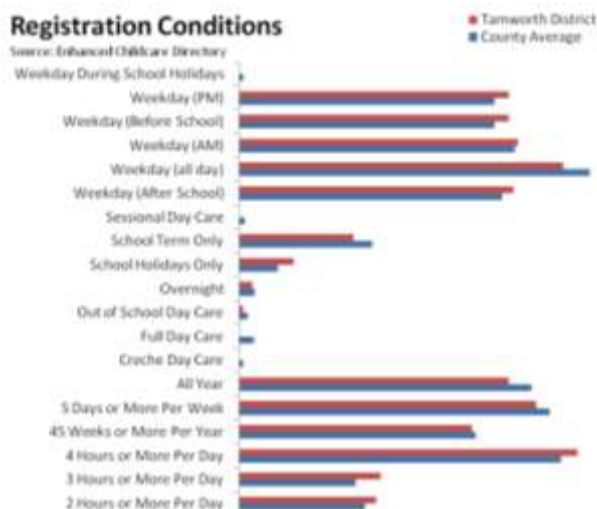 Registration Conditions
Source: Enhanced Childcare Directory
Tamworth District
County Average
Weekday During School Holidays
Weekday (PM)
Weekday (Before School)
Weekday (AM)
Weekday (all day)
Weekday (After School)
Sessional Day Care
School Term Only
School Holidays Only
Overnight
Out of School Day Care
Full Day Care
Creche Day Care
All Year
5 Days or More Per Week
45 Weeks or More Per Year
4 Hours or More Per Day
3 Hours or More Per Day
2 Hours or More Per Day